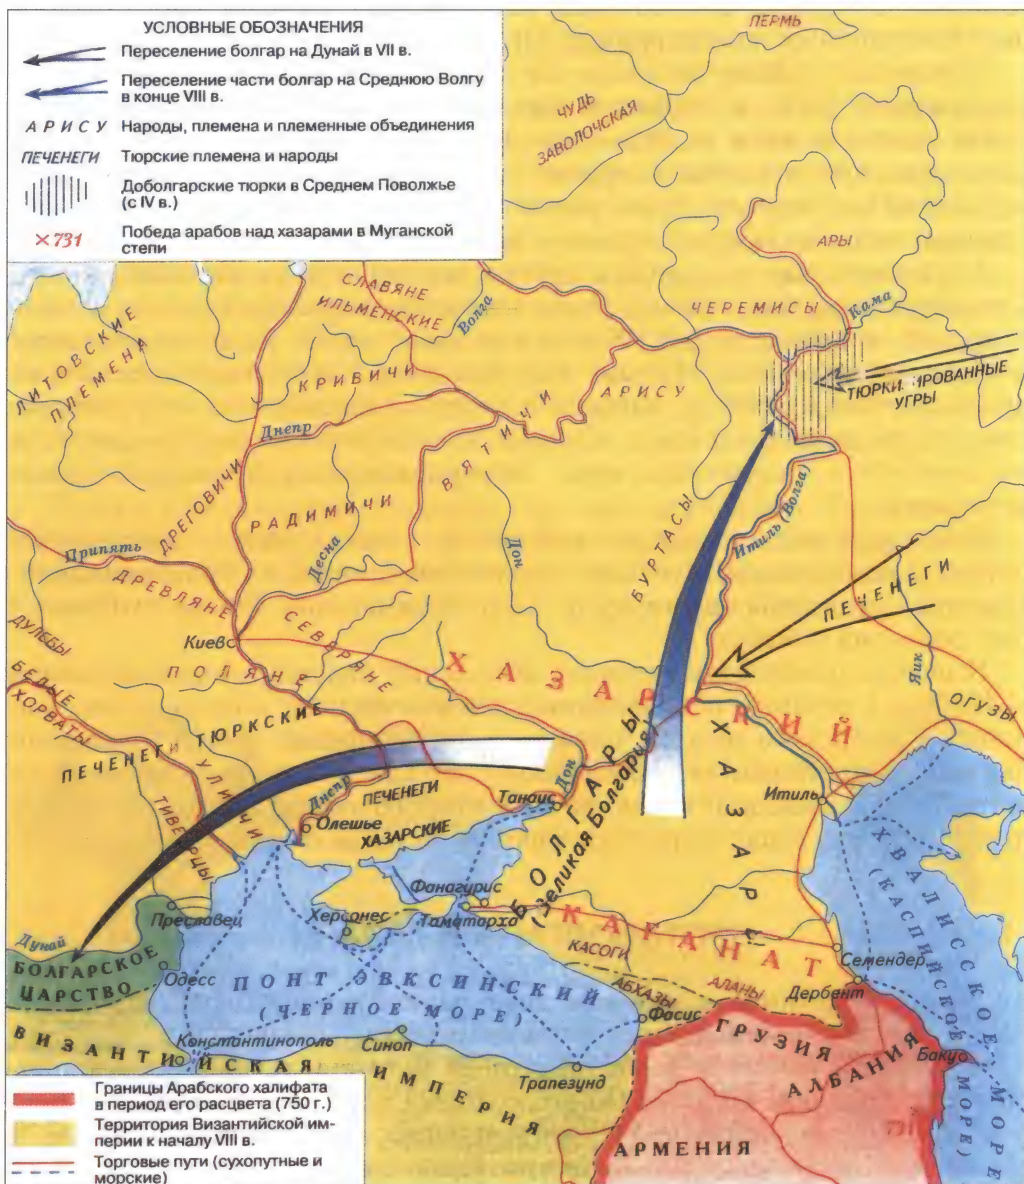 УСЛОВНЫЕ ОБОЗНАЧЕНИЯ
Переселение болгар на Дунай в VII в.
Переселение части болгар на Среднюю Волгу
в конце VIII в.
АРИСУ Народы, племена и племенные объединения
ПЕЧЕНЕГИ Тюрские племена и народы
Доболгарские тюрки в Среднем Поволжье
(с IV в.)
×731 Победа арабов над хазарами в Муганской
степи
ПЕРМЬ
ЧУДЬ
ЗАВОЛОЧСКАЯ
АРЫ
СЛАВЯНЕ
ИЛЬМЕНСКИЕ
Волга
ЧЕРЕМИСЫ
Кама
ЛИТОВСКИЕ
ПЛЕМЕНА
КРИВИЧИ
АРИСУ
ТЮРКИ
РОВАННЫЕ
УГРЫ
Днепр
ВЯТИЧИ
ДРЕГОВИЧИ
РАДИМИЧИ
Десна
Дон
БУРТАСЫ
Итиль (Волга)
Припять
ДРЕВЛЯНЕ
СЕВЕРЯНЕ
ПЕЧЕНЕГИ
ДУЛЕБЫ
Киев
ПОЛЯНЕ
ХАЗАРСКИЙ
Яик
БЕЛЫЕ
ХОРВАТЫ
ОГУЗЫ
ПЕЧЕНЕГИ ТЮРКСКИЕ
УЛИЧИ
ТИВЕРЦЫ
Днепр
ПЕЧЕНЕГИ
Дон
Танаис
БОЛГАРЫ
(Великая Болгария)
ХАЗАРЫ
Итиль
Олешье
ХАЗАРСКИЕ
ХВАЛИССКОЕ МОРЕ
(КАСПИЙСКОЕ МОРЕ)
Фанагурис
Таматарха
Херсонес
Преславец
КАГАНАТ
КАСОГИ
Семендер
Дунай
БОЛГАРСКОЕ
ЦАРСТВО
Одесс
ПОНТ ЭВКСИНСКИЙ
(ЧЕРНОЕ МОРЕ)
АБХАЗЫ
АЛАНЫ
Дербент
Фасис
ГРУЗИЯ
ВИЗАНТИЙСКАЯ ИМПЕРИЯ
Константинополь
Синоп
Трапезунд
АЛБАНИЯ
Баку
731
АРМЕНИЯ
Границы Арабского халифата
в период его расцвета (750 г.)
Территория Византийской им-
перии к началу VIII в.
Торговые пути (сухопутные и
морские)